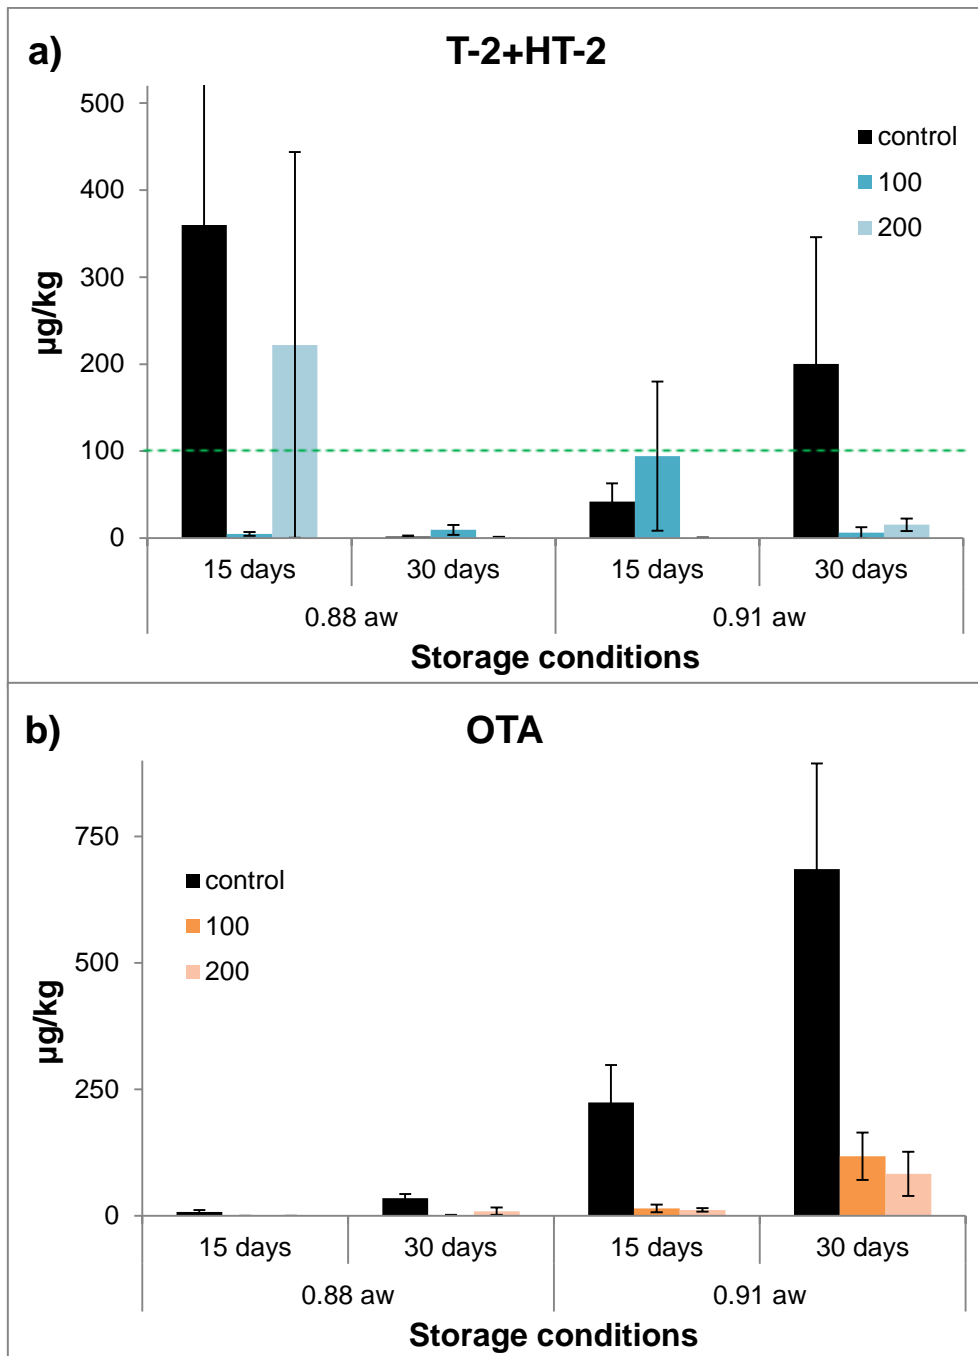 a)
T-2+HT-2
500
400
300
200
100
0
µg/kg
control
100
200
15 days 30 days 15 days 30 days
0.88 aw 0.91 aw
Storage conditions
b)
OTA
750
500
250
0
µg/kg
control
100
200
15 days 30 days 15 days 30 days
0.88 aw 0.91 aw
Storage conditions